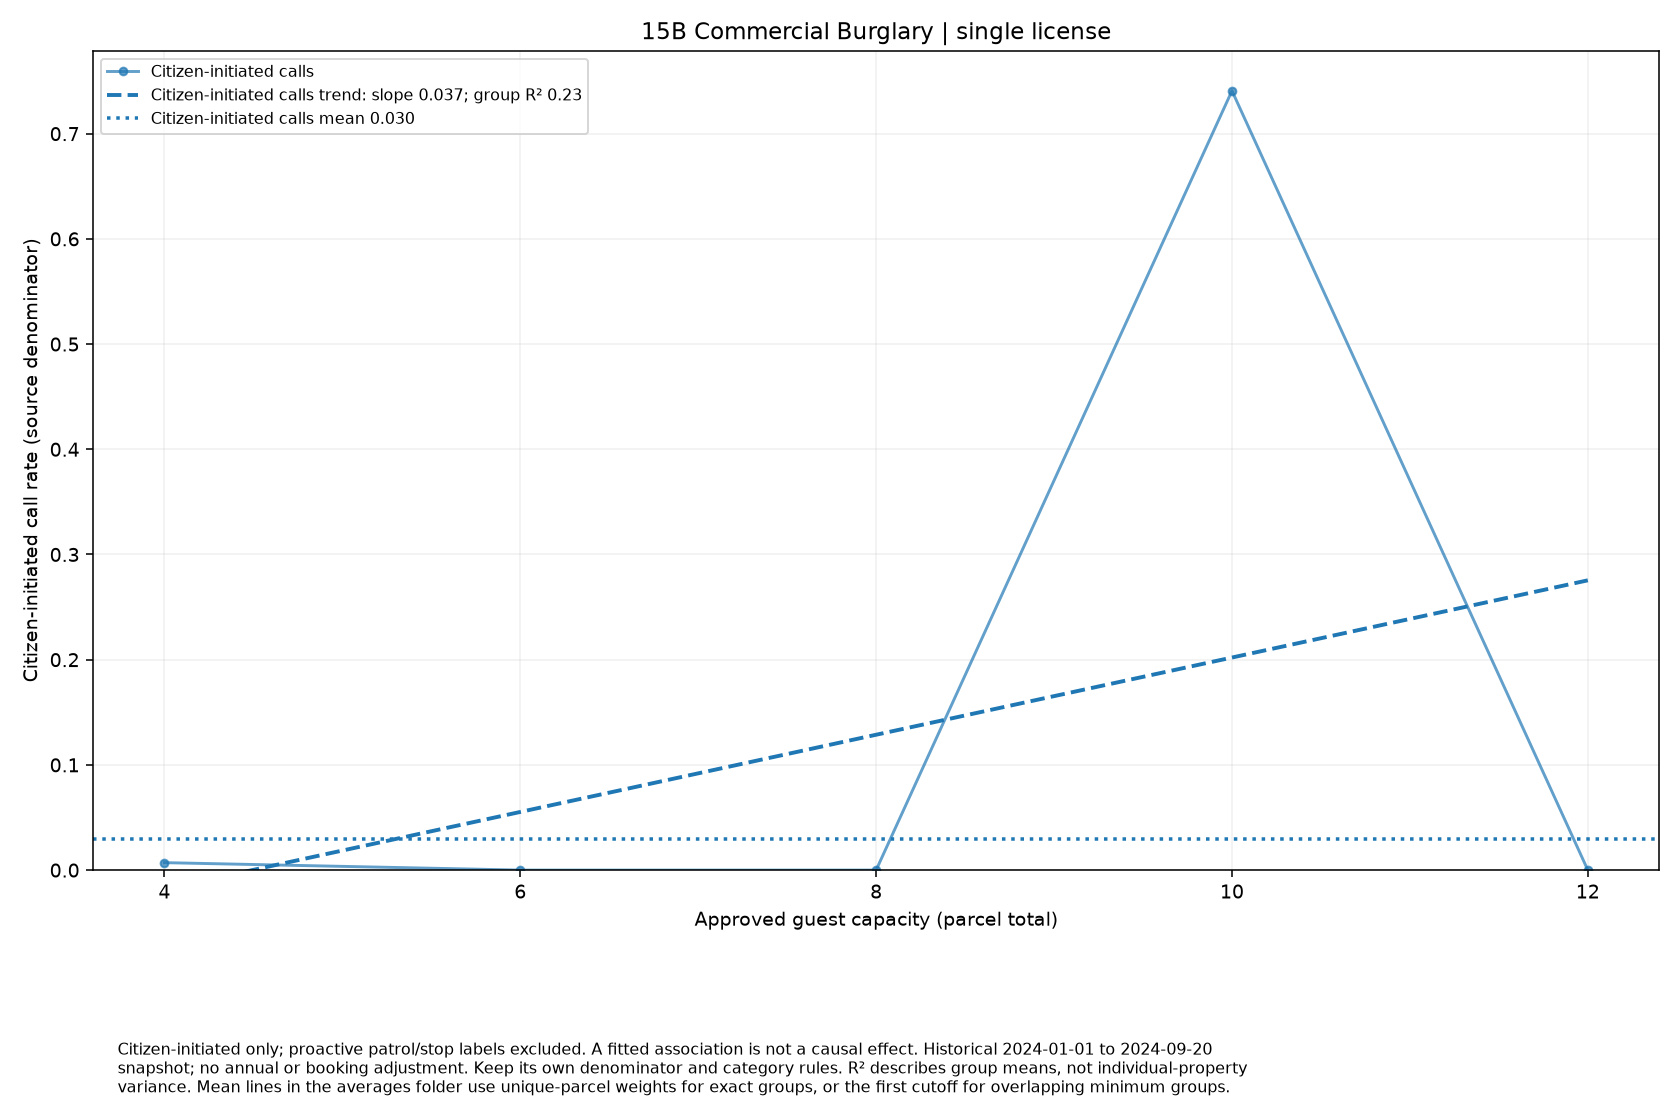 15B Commercial Burglary | single license
Citizen-initiated calls
Citizen-initiated calls trend: slope 0.037; group R² 0.23
Citizen-initiated calls mean 0.030
Citizen-initiated call rate (source denominator)
0.7
0.6
0.5
0.4
0.3
0.2
0.1
0.0
4 6 8 10 12
Approved guest capacity (parcel total)
Citizen-initiated only; proactive patrol/stop labels excluded. A fitted association is not a causal effect. Historical 2024-01-01 to 2024-09-20
snapshot; no annual or booking adjustment. Keep its own denominator and category rules. R² describes group means, not individual-property
variance. Mean lines in the averages folder use unique-parcel weights for exact groups, or the first cutoff for overlapping minimum groups.